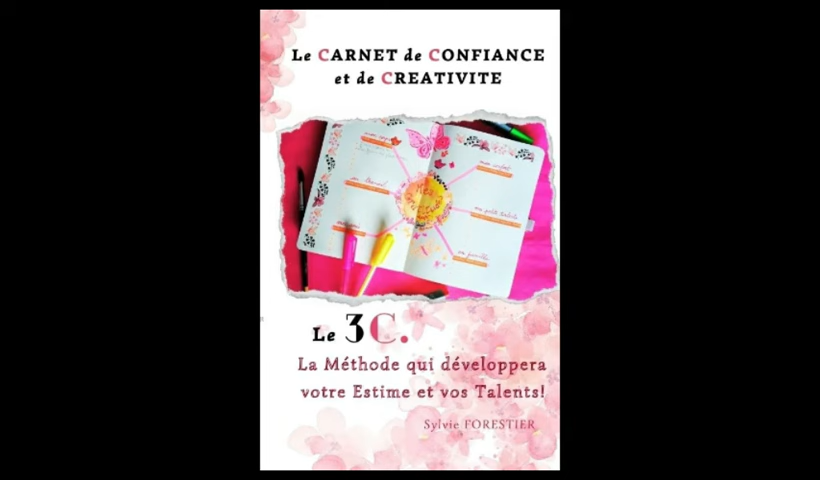 Le CARNET de CONFIANCE
et de CREATIVITE
Le 3C.
La Méthode qui développera
votre Estime et vos Talents!
Sylvie FORESTIER